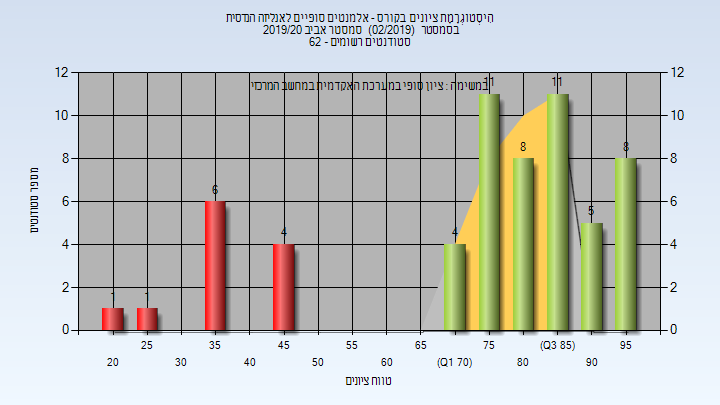 היסטוגרמת ציונים בקורס - אלמנטים סופיים לאנליזה הנדסית
בסמסטר (02/2019) סמסטר אביב 2019/20
סטודנטים רשומים - 62
במשימה : ציון סופי במערכת האקדמית במחשב המרכזי
12 12
11 11
10 10
8 8 8 8
6 6 6
5
4 4 4 4
2 2
1 1
0 0
מספר סטודנטים
25 35 45 55 65 75 (Q3 85) 95
20 30 40 50 60 (Q1 70) 80 90
טווח ציונים